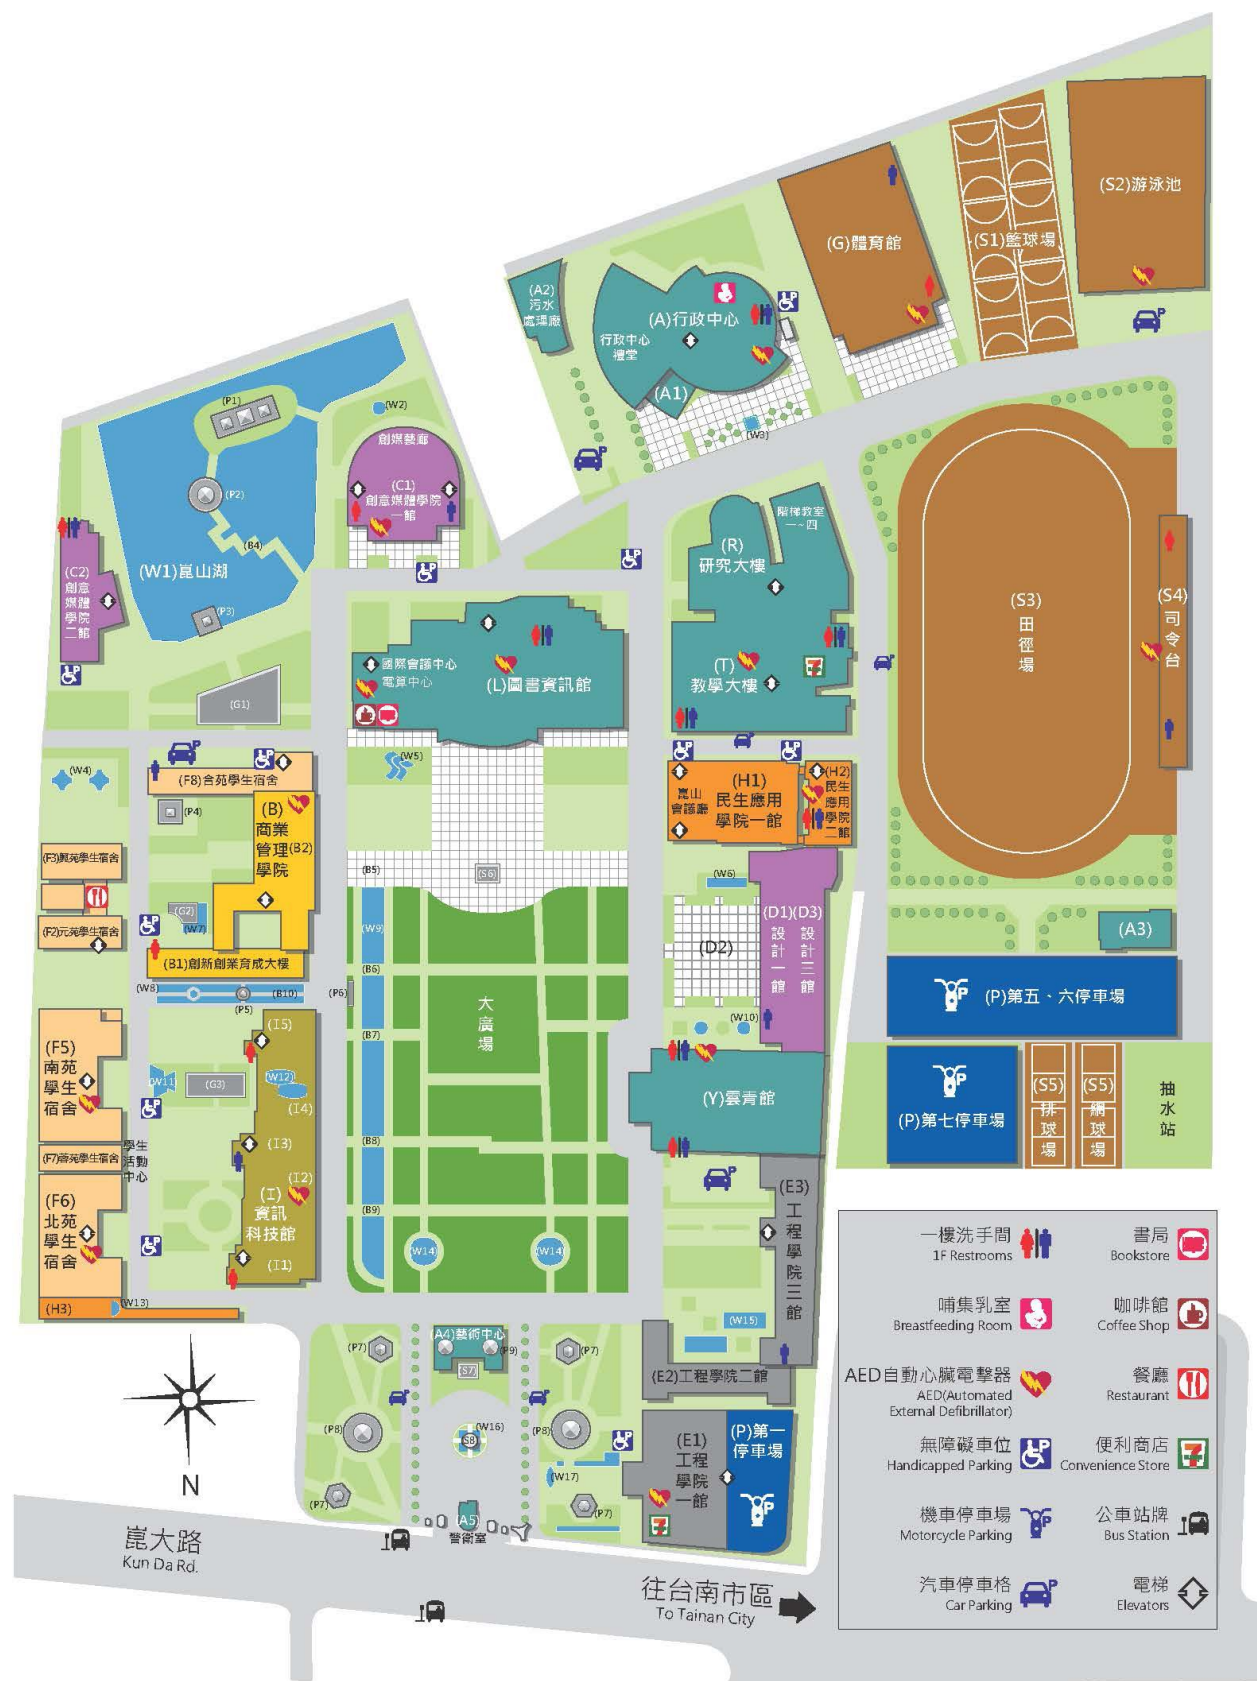 (S2)游泳池
(G)體育館
(S1)籃球場
(A2)
污水
處理廠
(A)行政中心
行政中心
禮堂
(A1)
(W3)
(P1)
(W2)
創媒藝廊
(C1)
創意媒體學院
一館
(P2)
(B4)
(W1)崑山湖
(P3)
(C2)
創意
媒體
學院
二館
(G1)
階梯教室
一~四
(R)
研究大樓
(T)
教學大樓
(S3)
田
徑
場
(S4)
司
令
台
國際會議中心
電算中心
(L)圖書資訊館
(W5)
(W4)
(F8)合苑學生宿舍
(P4)
(B)
商業
管理(B2)
學院
(F3)興苑學生宿舍
(F2)元苑學生宿舍
(G2)
(W7)
(B1)創新創業育成大樓
(W8)
(B10)
(P5)
(P6)
(B5)
(S6)
(W9)
(B6)
(B7)
(B8)
(B9)
大
廣
場
(W14)
(W14)
崑山
會議廳
(H1)
民生應用
學院一館
(H2)
民生
應用
學院
二館
(W6)
(D1)(D3)
設 設
計 計
一 三
館 館
(D2)
(W10)
(Y)雲青館
(A3)
(P)第五、六停車場
(P)第七停車場
(S5)
排
球
場
(S5)
網
球
場
抽
水
站
(F5)
南苑
學生
宿舍
(F7)蓉苑學生宿舍
學生
活動
中心
(F6)
北苑
學生
宿舍
(H3)
(W13)
(W11)
(G3)
(I5)
(W12)
(I4)
(I3)
(I2)
(I)
資訊
科技館
(I1)
(E3)
工
程
學
院
三
館
(W15)
(E2)工程學院二館
(E1)
工程
學院
一館
(P)第一
停車場
(A4)藝術中心
(P9)
(S7)
(P7)
(P7)
(P8)
(P8)
(W16)
(S8)
(W17)
(P7)
(P7)
(A5)
警衛室
N
崑大路
Kun Da Rd.
往台南市區
To Tainan City
一樓洗手間
1F Restrooms
書局
Bookstore
哺集乳室
Breastfeeding Room
咖啡館
Coffee Shop
AED自動心臟電擊器
AED(Automated
External Defibrillator)
餐廳
Restaurant
無障礙車位
Handicapped Parking
便利商店
Convenience Store
機車停車場
Motorcycle Parking
公車站牌
Bus Station
汽車停車格
Car Parking
電梯
Elevators